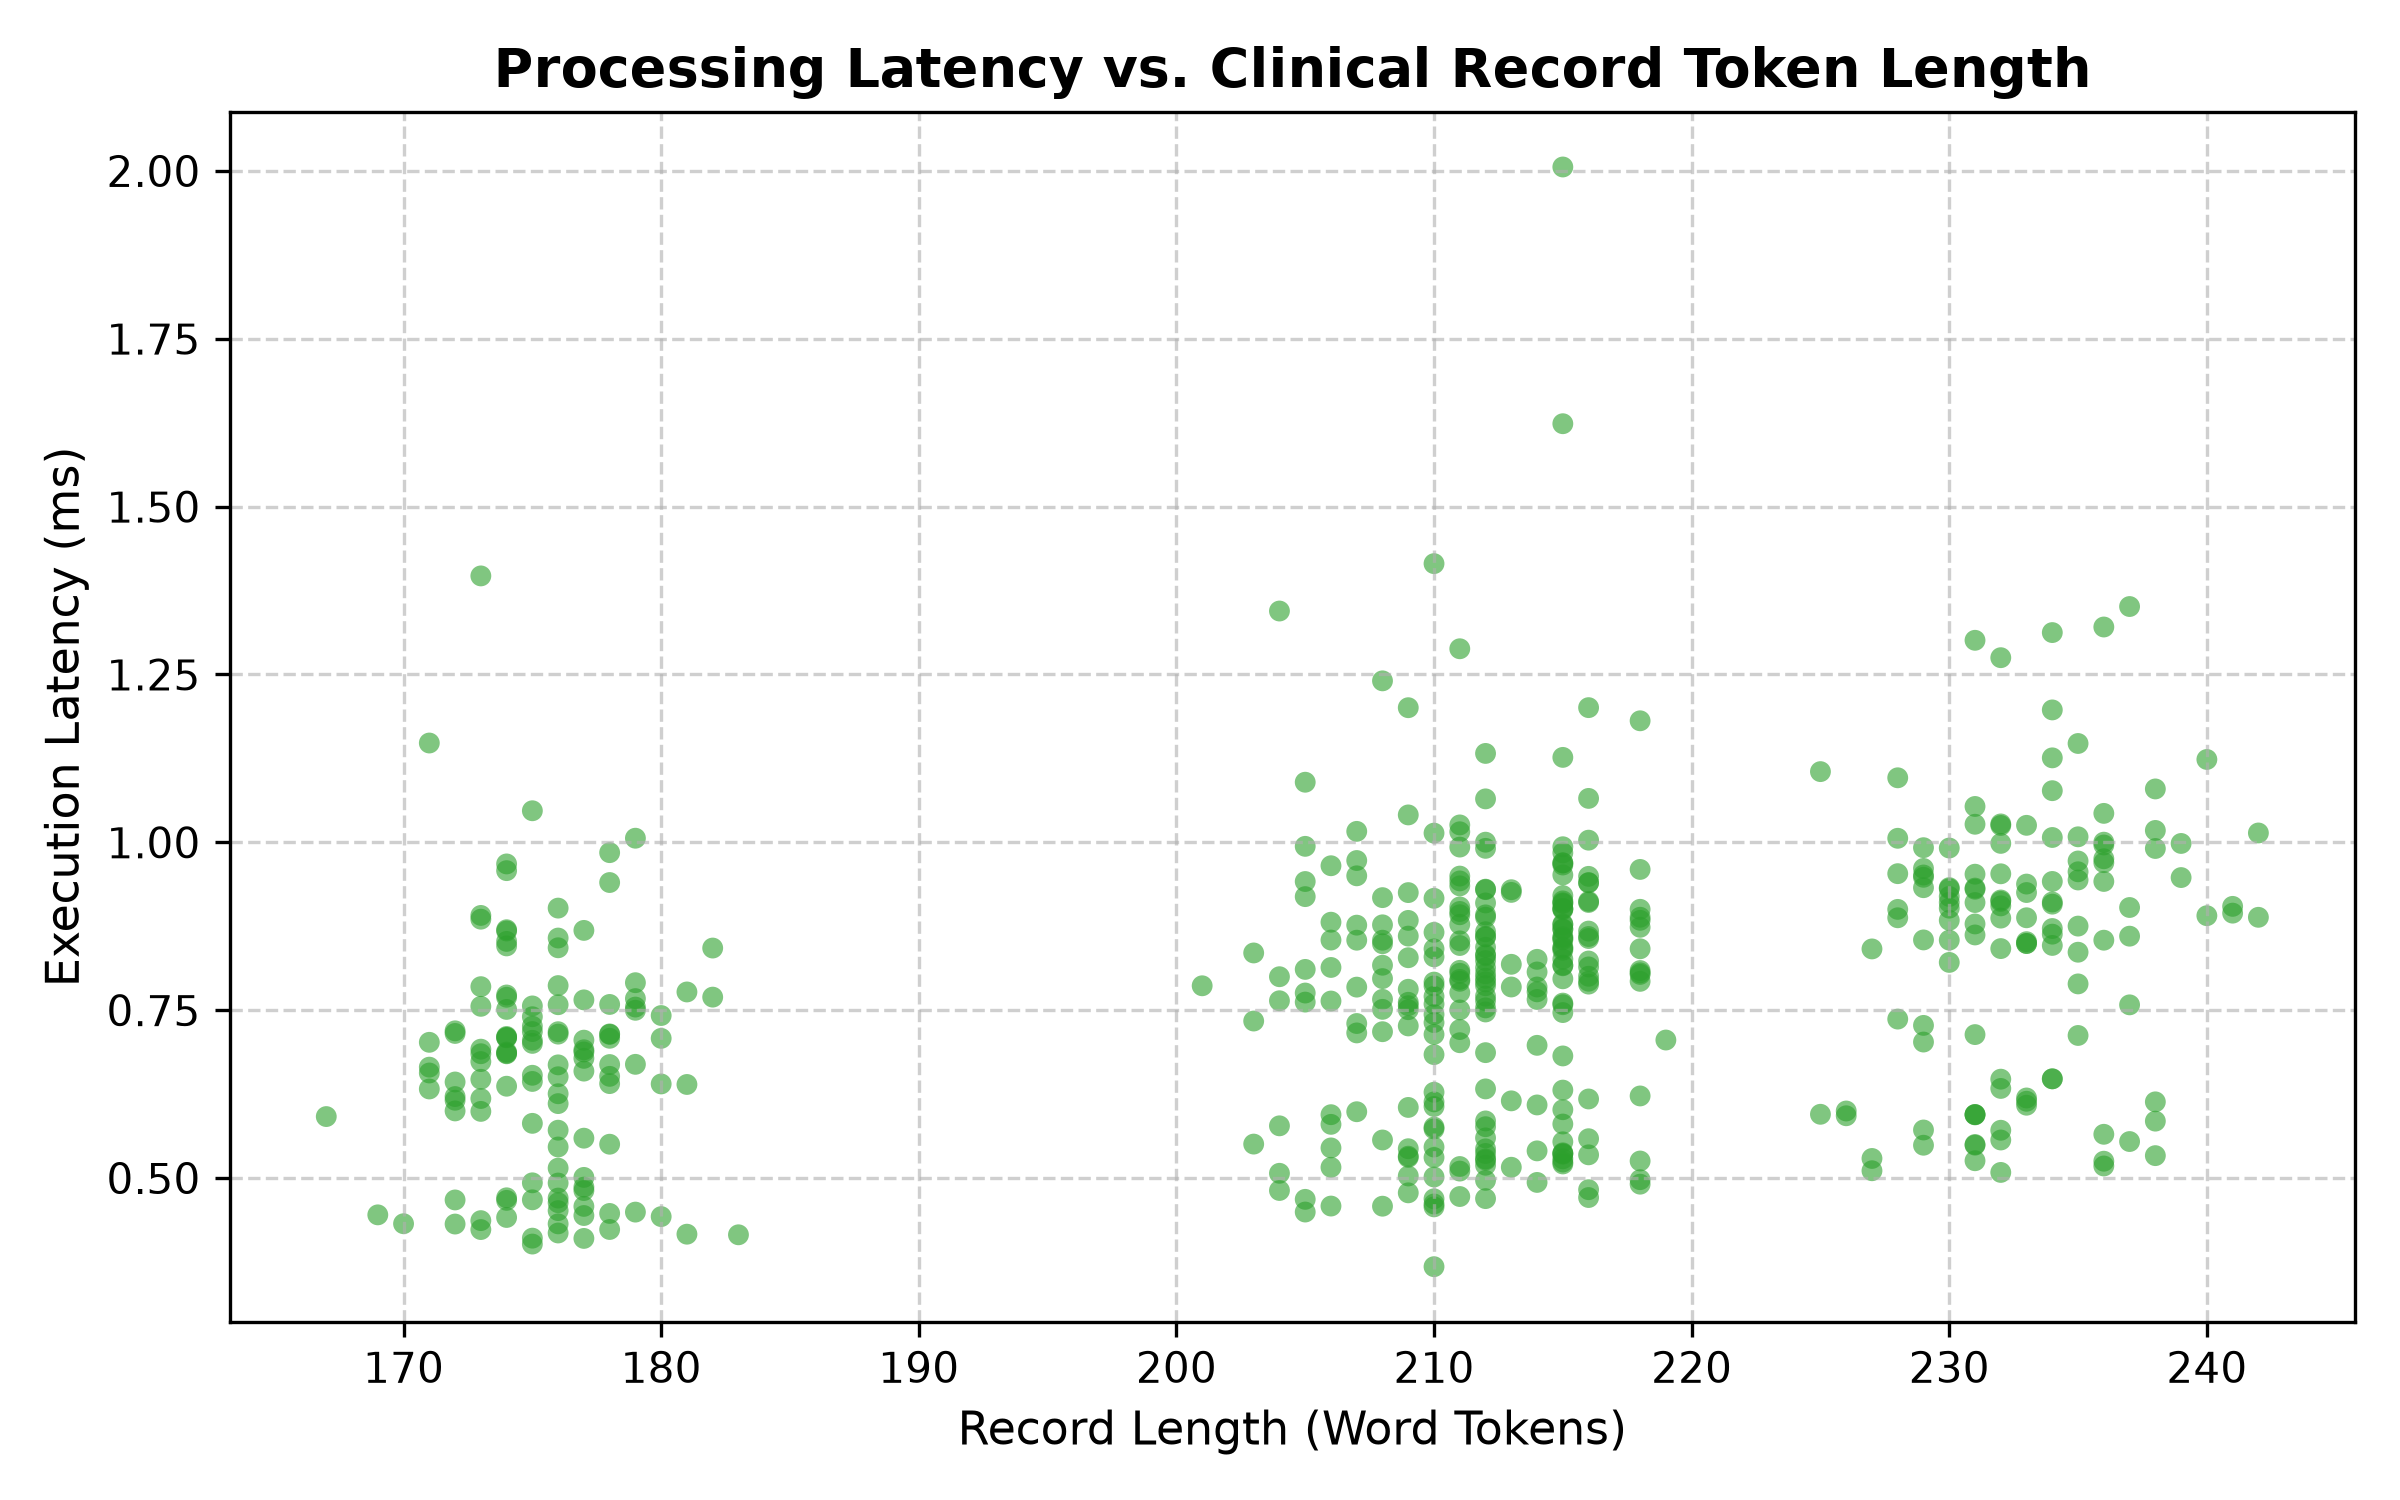 Processing Latency vs. Clinical Record Token Length
Execution Latency (ms)
2.00
1.75
1.50
1.25
1.00
0.75
0.50
170 180 190 200 210 220 230 240
Record Length (Word Tokens)